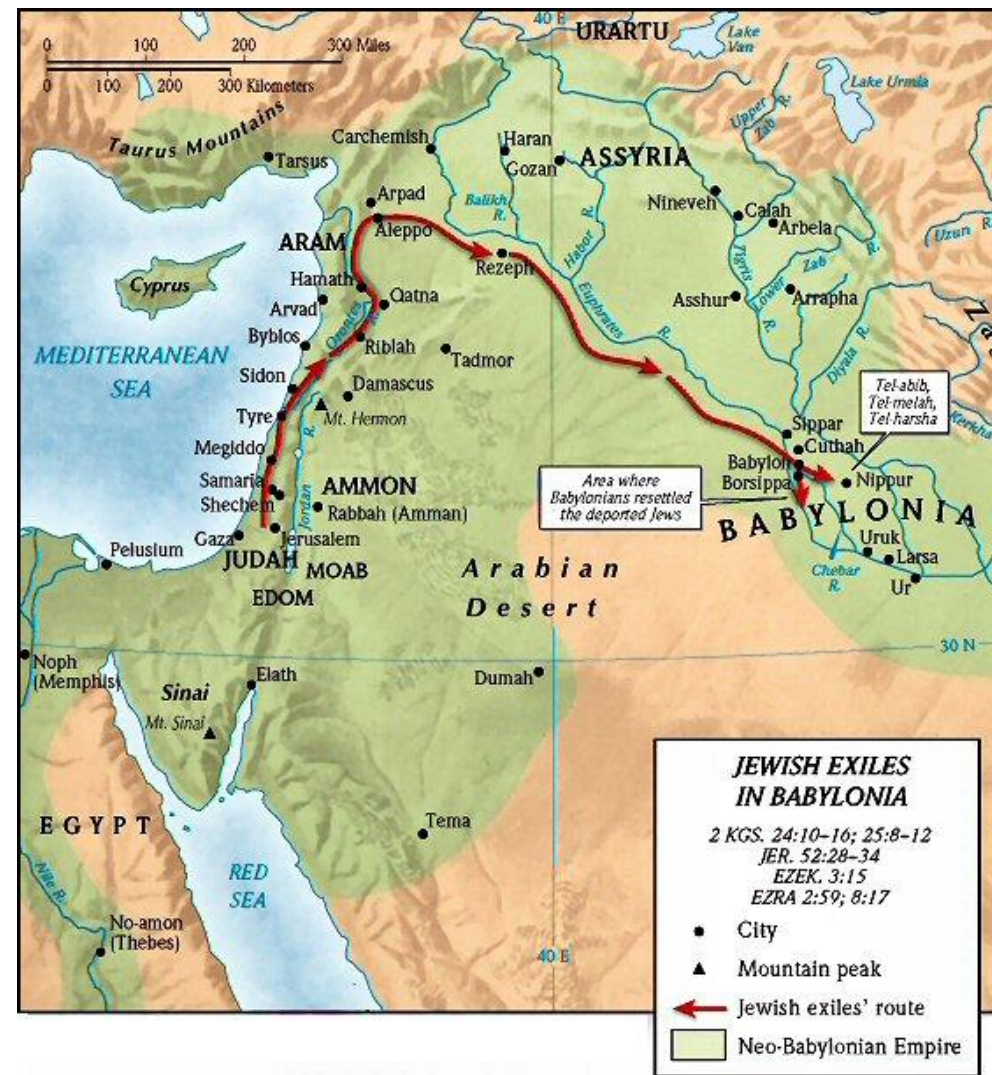 40 E
URARTU
Lake
Van
0 100 200 300 Miles
0 100 200 300 Kilometers
Lake Urmia
Upper
Zab R.
Taurus Mountains
Carchemish
Haran
Gozan
ASSYRIA
Tarsus
Arpad
Balikh
R.
Nineveh
Calah
Arbela
Aleppo
ARAM
Habor R.
Uzun R.
Rezeph
Tigris
R.
Lower Zab
R.
Hamath
Cyprus
Arvad
Qatna
Orontes
Euphrates
R.
Asshur
Arrapha
Za
Byblos
MEDITERRANEAN
SEA
Riblah
Tadmor
Diyala R.
Sidon
Damascus
Tel-abib,
Tel-melah,
Tel-harsha
Tyre
Mt. Hermon
Kerkha
Megiddo
Sippar
Cuthah
Samaria
Shechem
Jordan R.
AMMON
Rabbah (Amman)
Babylon
Borsippa
Nippur
Area where
Babylonians resettled
the deported Jews
BABYLONIA
Gaza
Jerusalem
Pelusium
JUDAH
MOAB
EDOM
Uruk
Larsa
Chebar
R.
Ur
Arabian
Desert
30 N
Noph
(Memphis)
Elath
Dumah
Sinai
Mt. Sinai
EGYPT
Tema
RED
SEA
Nile R.
No-amon
(Thebes)
40 E
JEWISH EXILES
IN BABYLONIA
2 KGS. 24:10–16; 25:8–12
JER. 52:28–34
EZEK. 3:15
EZRA 2:59; 8:17
City
Mountain peak
Jewish exiles' route
Neo-Babylonian Empire